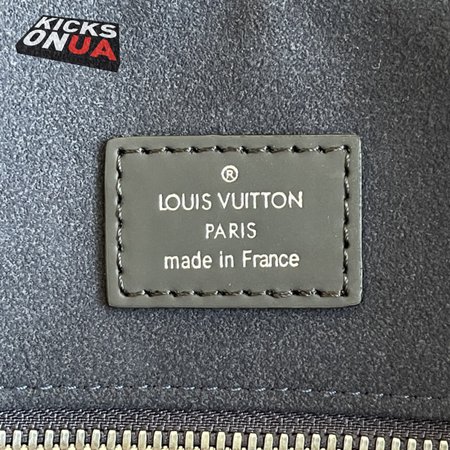 KICKS
ONUA
®
LOUIS VUITTON
PARIS
made in France